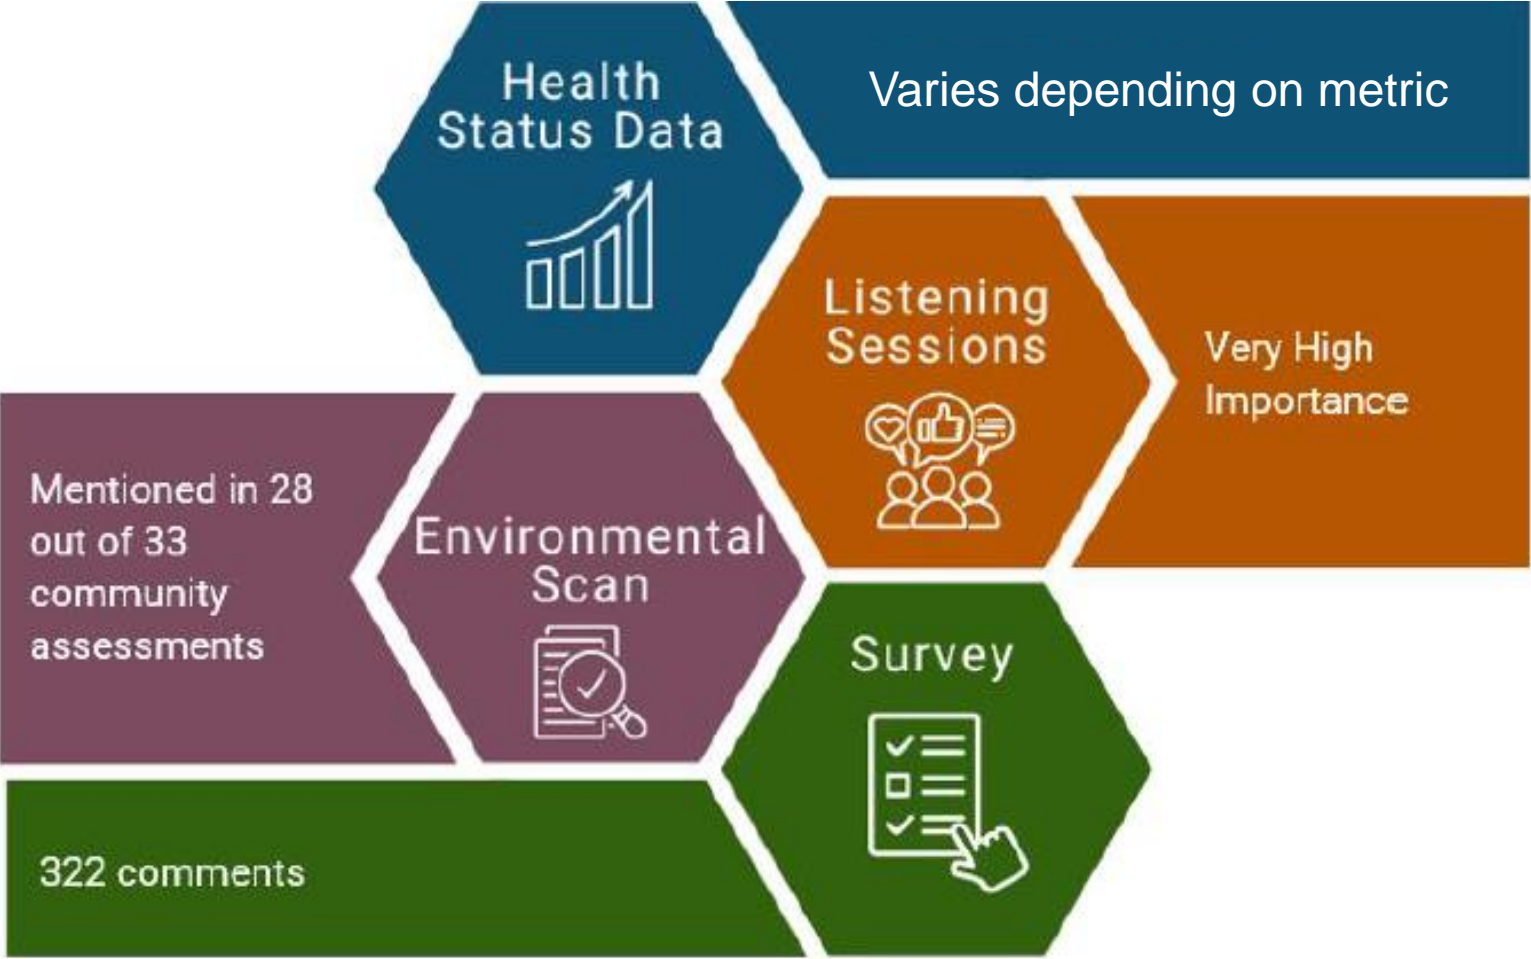 Health
Status Data
Varies depending on metric
Listening
Sessions
Very High
Importance
Mentioned in 28
out of 33
community
assessments
Environmental
Scan
Survey
322 comments